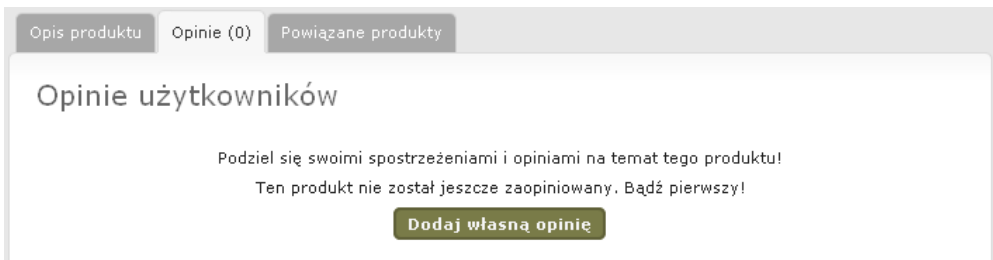 Opis produktu Opinie (0) Powiązane produkty
Opinie użytkowników
Podziel się swoimi spostrzeżeniami i opiniami na temat tego produktu!
Ten produkt nie został jeszcze zaopiniowany. Bądź pierwszy!
Dodaj własną opinię